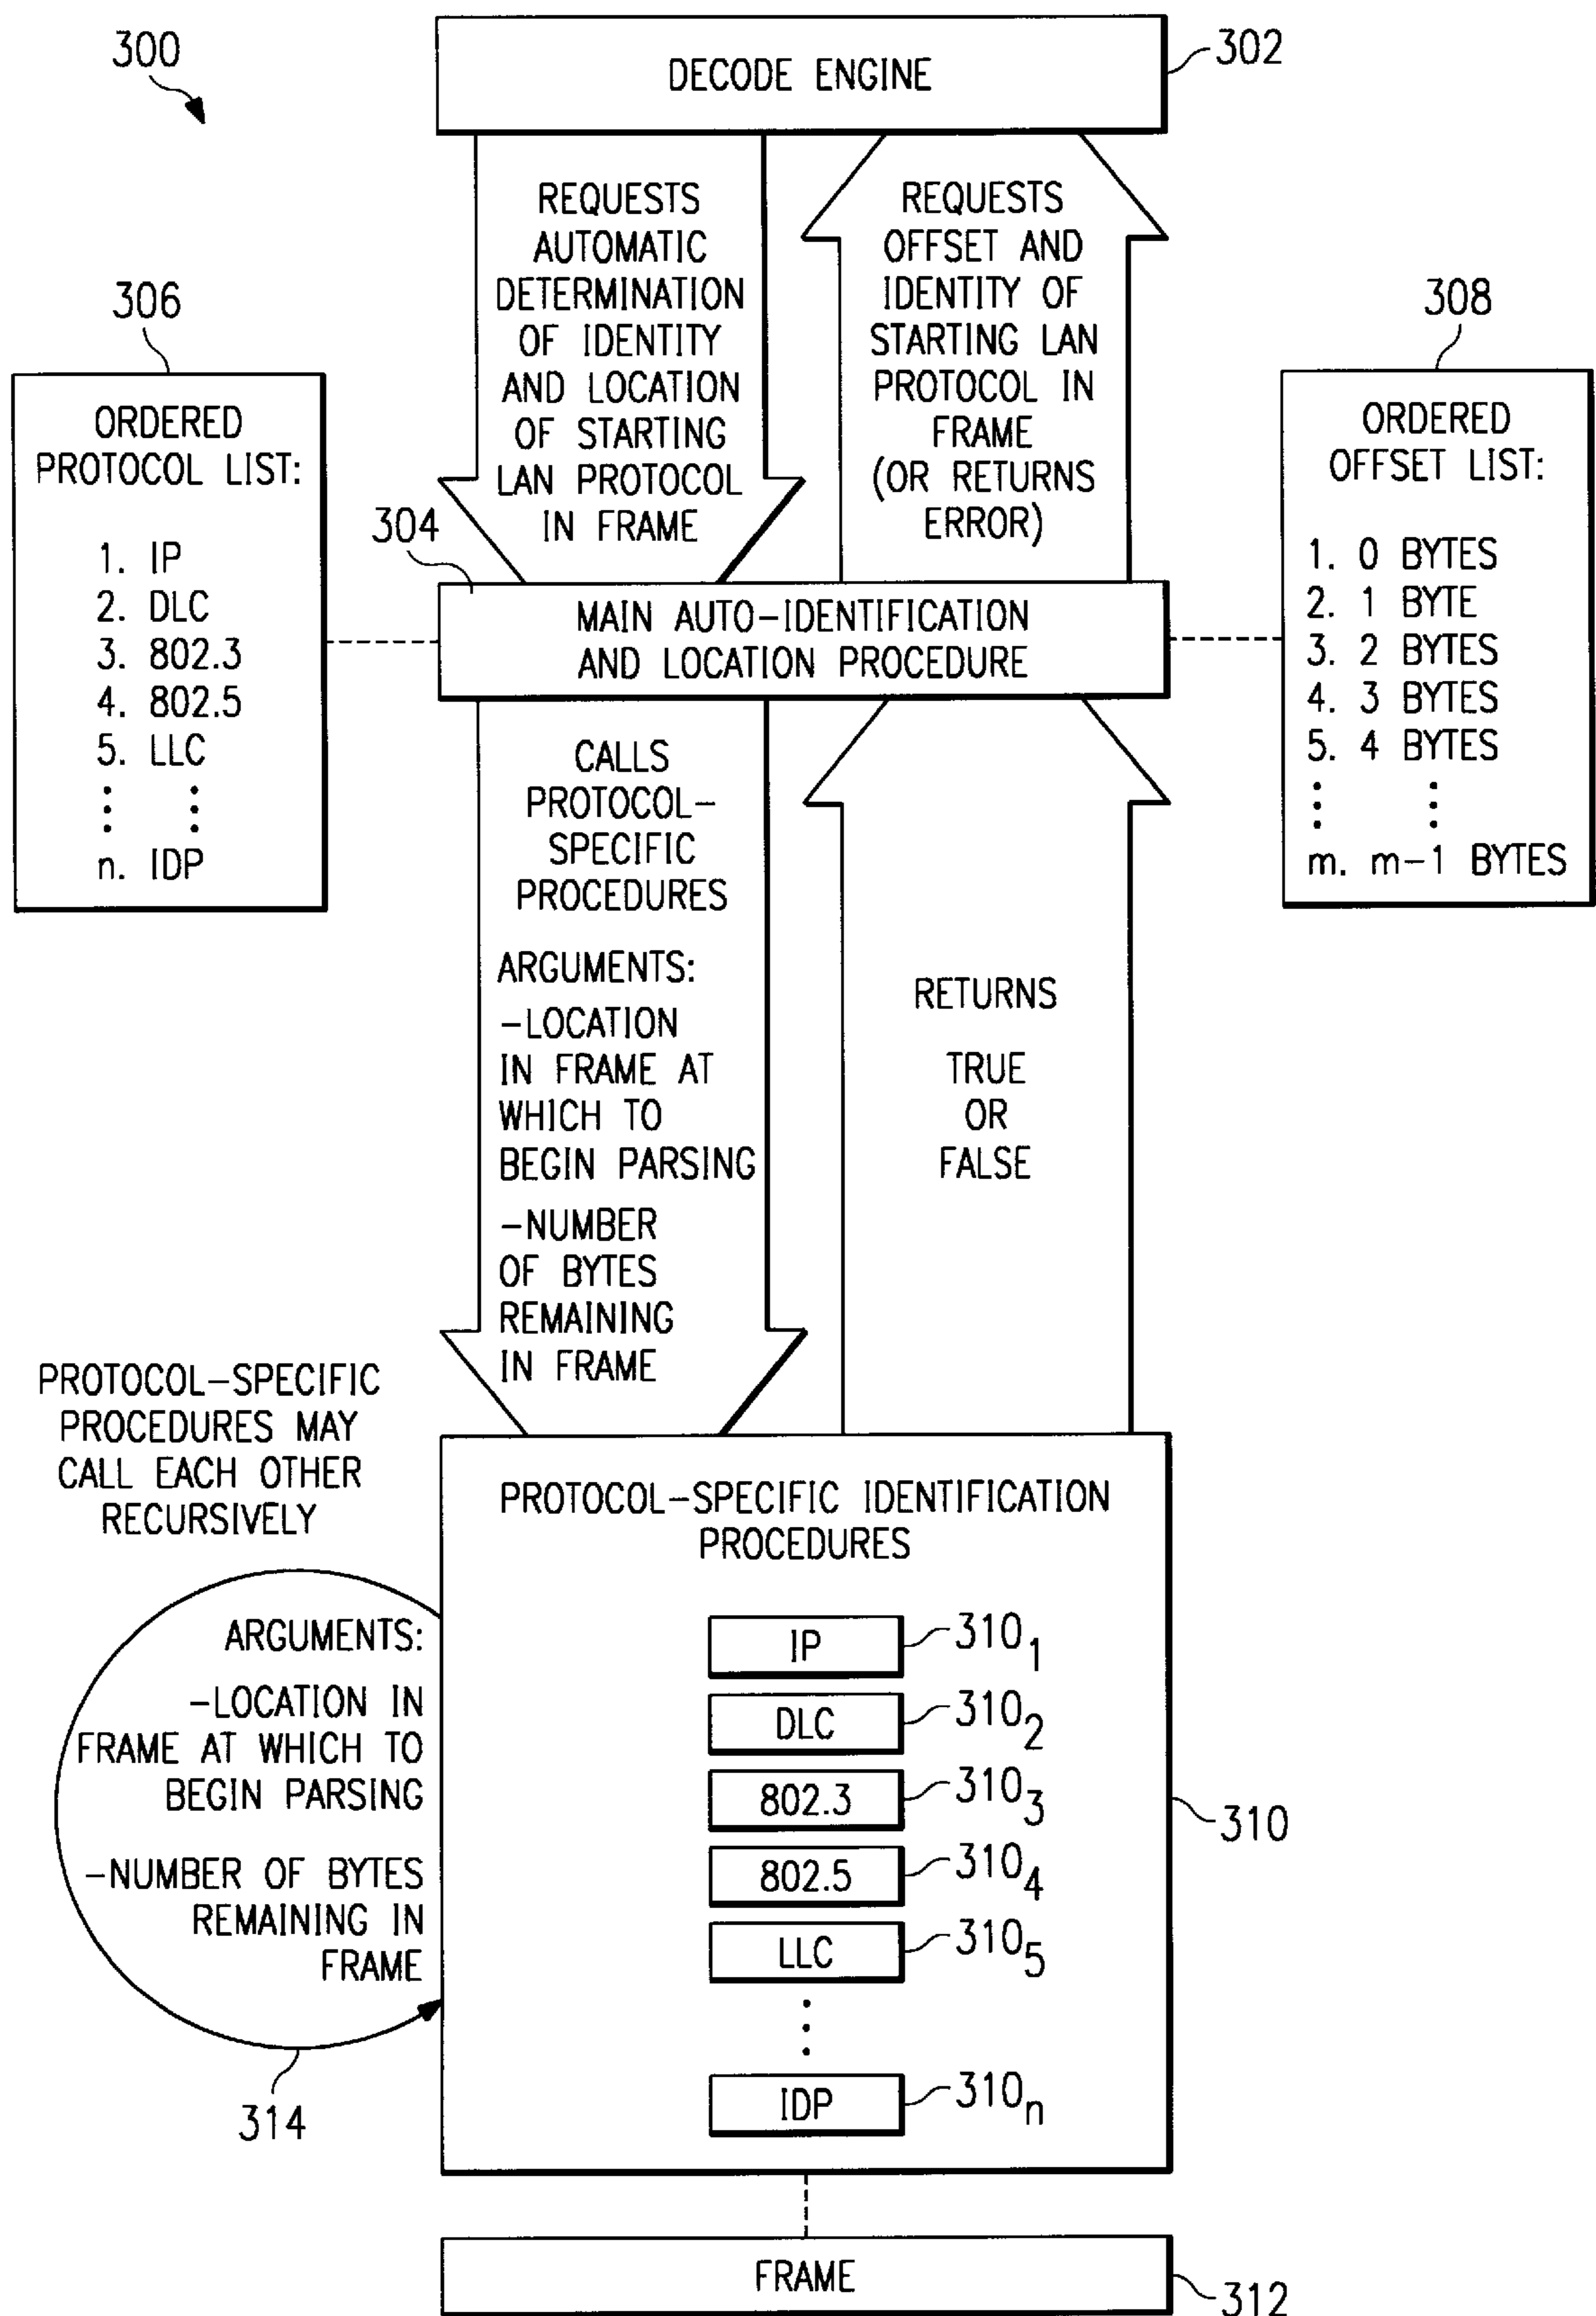 300
DECODE ENGINE
302
REQUESTS
AUTOMATIC
DETERMINATION
OF IDENTITY
AND LOCATION
OF STARTING
LAN PROTOCOL
IN FRAME
REQUESTS
OFFSET AND
IDENTITY OF
STARTING LAN
PROTOCOL IN
FRAME
(OR RETURNS
ERROR)
306
ORDERED
PROTOCOL LIST:
1. IP
2. DLC
3. 802.3
4. 802.5
5. LLC
n. IDP
308
ORDERED
OFFSET LIST:
1. 0 BYTES
2. 1 BYTE
3. 2 BYTES
4. 3 BYTES
5. 4 BYTES
m. m-1 BYTES
304
MAIN AUTO-IDENTIFICATION
AND LOCATION PROCEDURE
CALLS
PROTOCOL-
SPECIFIC
PROCEDURES
ARGUMENTS:
-LOCATION
IN FRAME AT
WHICH TO
BEGIN PARSING
-NUMBER
OF BYTES
REMAINING
IN FRAME
RETURNS
TRUE
OR
FALSE
PROTOCOL-SPECIFIC
PROCEDURES MAY
CALL EACH OTHER
RECURSIVELY
ARGUMENTS:
-LOCATION IN
FRAME AT WHICH TO
BEGIN PARSING
-NUMBER OF BYTES
REMAINING IN
FRAME
314
PROTOCOL-SPECIFIC IDENTIFICATION
PROCEDURES
IP 310₁
DLC 310₂
802.3 310₃
802.5 310₄
LLC 310₅
IDP 310ₙ
310
FRAME
312